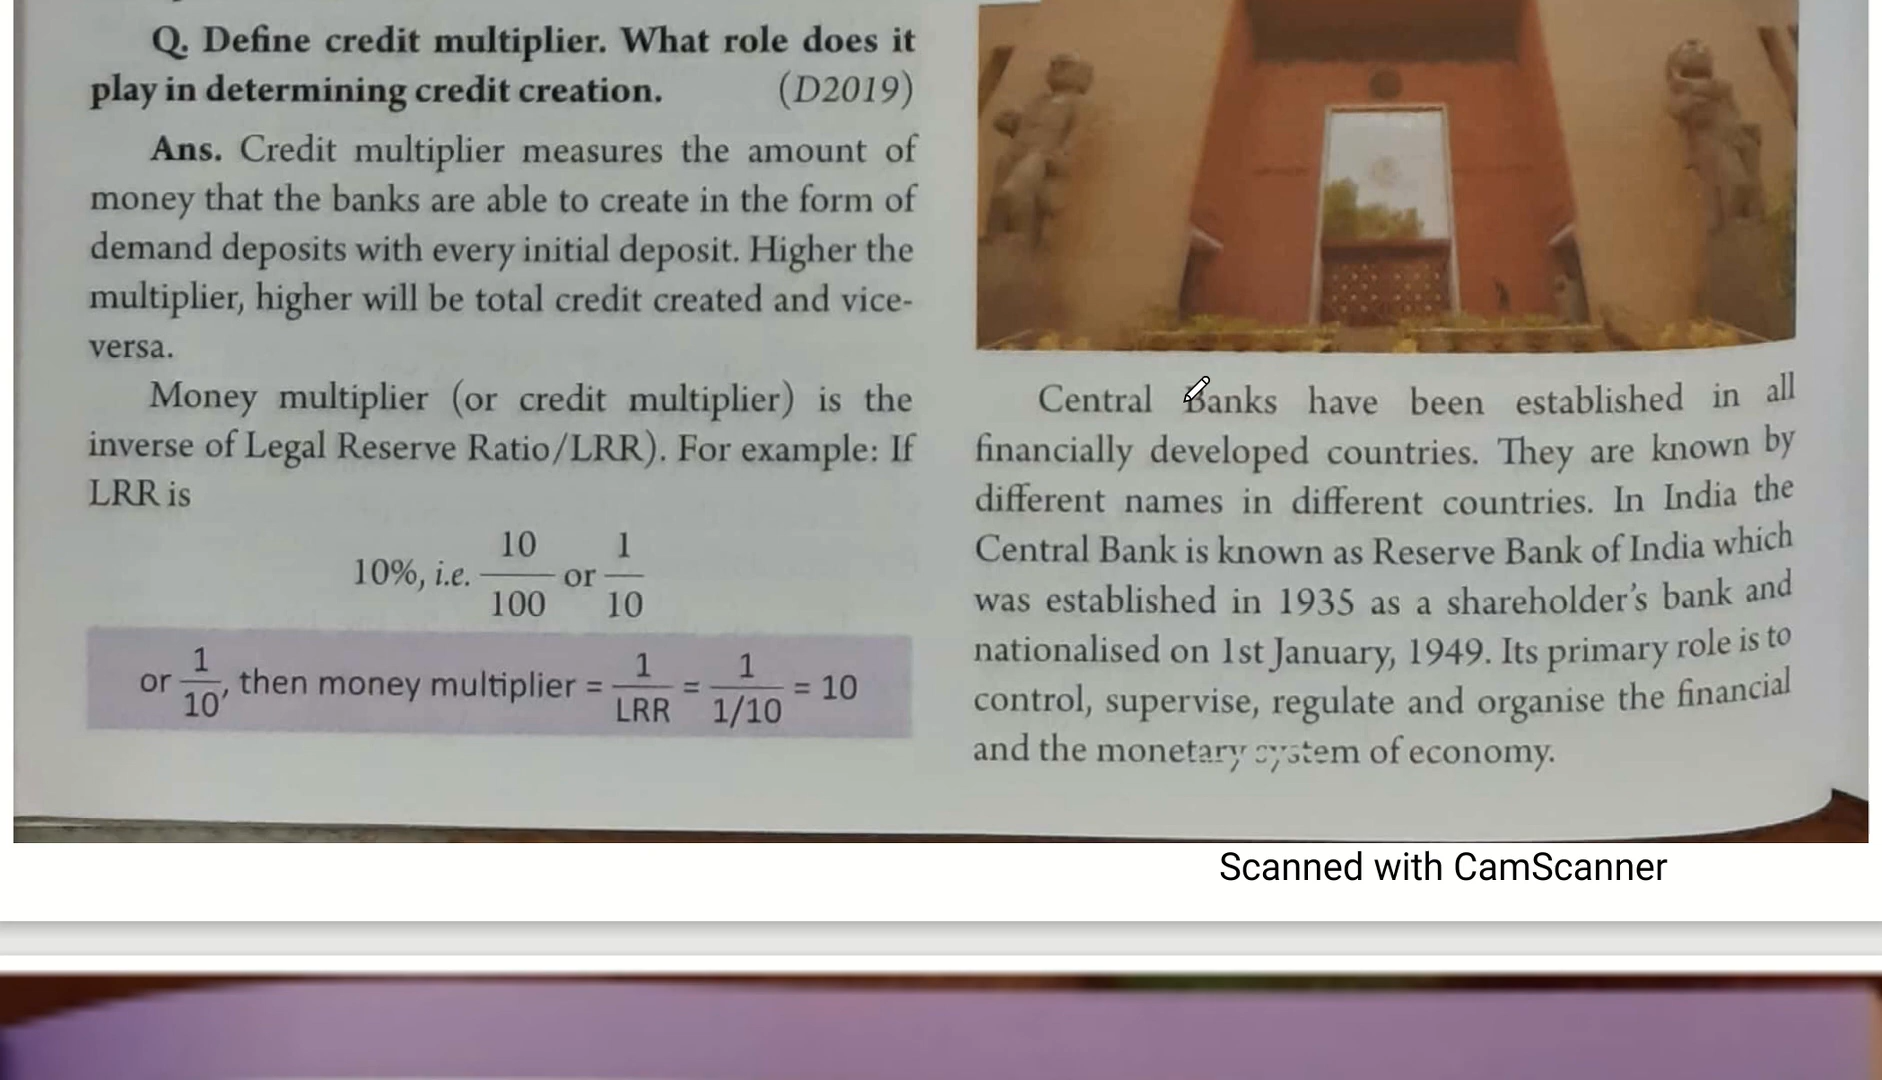 Q. Define credit multiplier. What role does it
play in determining credit creation. (D2019)
Ans. Credit multiplier measures the amount of
money that the banks are able to create in the form of
demand deposits with every initial deposit. Higher the
multiplier, higher will be total credit created and vice-
versa.
Money multiplier (or credit multiplier) is the
inverse of Legal Reserve Ratio/LRR). For example: If
LRR is
10%, i.e. 10/100 or 1/10
or 1/10, then money multiplier = 1/LRR = 1/1/10 = 10
Central Banks have been established in all
financially developed countries. They are known by
different names in different countries. In India the
Central Bank is known as Reserve Bank of India which
was established in 1935 as a shareholder's bank and
nationalised on 1st January, 1949. Its primary role is to
control, supervise, regulate and organise the financial
and the monetary system of economy.
Scanned with CamScanner